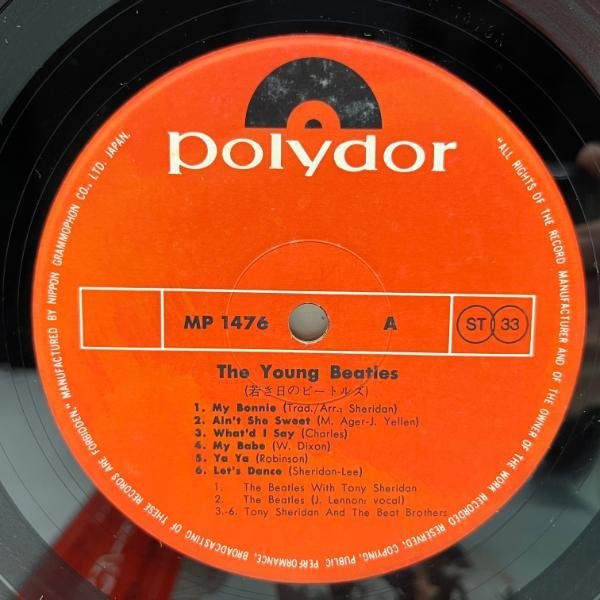 polydor
MP 1476 A ST 33
The Young Beatles
(若き日のビートルズ)
1. My Bonnie (Trad./Arr.: Sheridan)
2. Ain't She Sweet (M. Ager-J. Yellen)
3. What'd I Say (Charles)
4. My Babe (W. Dixon)
5. Ya Ya (Robinson)
6. Let's Dance (Sheridan-Lee)
1. The Beatles With Tony Sheridan
2. The Beatles (J. Lennon: vocal)
3.-6. Tony Sheridan And The Beat Brothers
"ALL RIGHTS OF THE RECORD MANUFACTURER AND OF THE OWNER OF THE WORK RECORDED RESERVED, COPYING, PUBLIC PERFORMANCE, BROADCASTING OF THESE RECORDS ARE FORBIDDEN." MANUFACTURED BY NIPPON GRAMMOPHON CO., LTD. JAPAN.